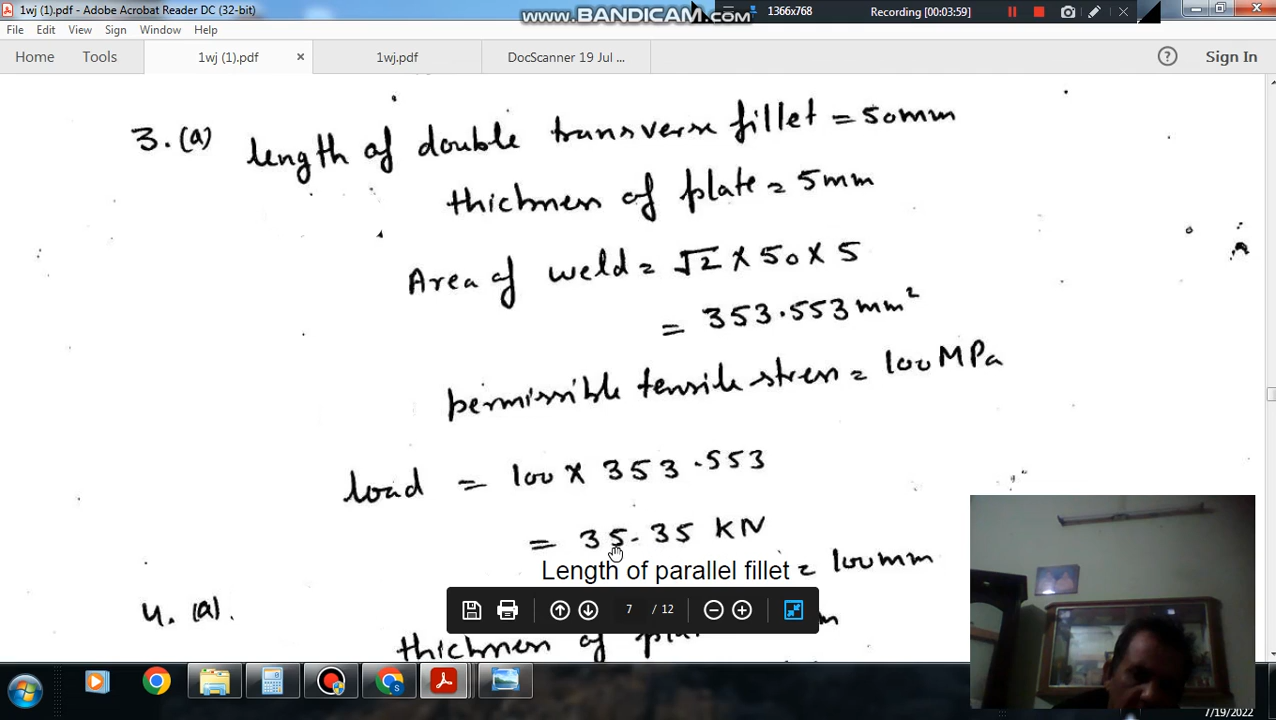 1wj (1).pdf - Adobe Acrobat Reader DC (32-bit)
www.BANDICAM.com
1366x768
Recording [00:03:59]
File Edit View Sign Window Help
Home Tools 1wj (1).pdf × 1wj.pdf DocScanner 19 Jul ... Sign In
3. (a) length of double transverse fillet = 50mm
thickness of plate = 5mm
Area of weld = √2 × 50 × 5
= 353.553 mm²
permissible tensile stress = 100 MPa
load = 100 × 353.553
= 35.35 KN
4. (a). Length of parallel fillet = 100mm
7 / 12
thickness of
7/19/2022